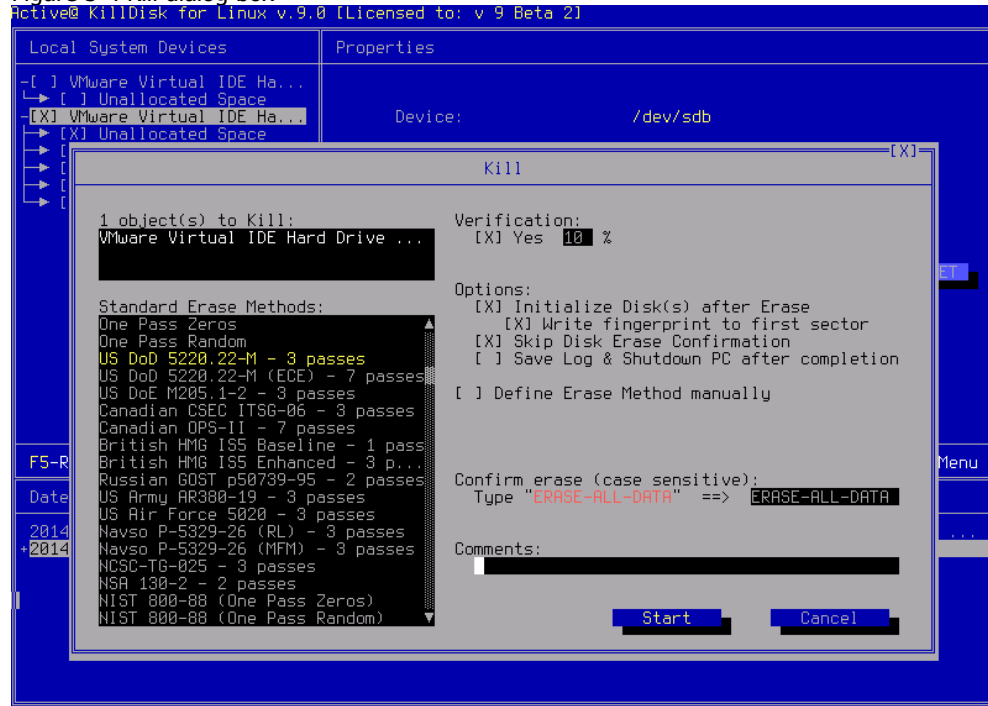 Active@ KillDisk for Linux v.9.0 [Licensed to: v 9 Beta 2]
Local System Devices
Properties
-[ ] VMware Virtual IDE Ha...
[ ] Unallocated Space
-[X] VMware Virtual IDE Ha...
[X] Unallocated Space
Device: /dev/sdb
[X]
Kill
1 object(s) to Kill:
VMware Virtual IDE Hard Drive ...
Standard Erase Methods:
One Pass Zeros
One Pass Random
US DoD 5220.22-M - 3 passes
US DoD 5220.22-M (ECE) - 7 passes
US DoE M205.1-2 - 3 passes
Canadian CSEC ITSG-06 - 3 passes
Canadian OPS-II - 7 passes
British HMG IS5 Baseline - 1 pass
British HMG IS5 Enhanced - 3 p...
Russian GOST p50739-95 - 2 passes
US Army AR380-19 - 3 passes
US Air Force 5020 - 3 passes
Navso P-5329-26 (RL) - 3 passes
Navso P-5329-26 (MFM) - 3 passes
NCSC-TG-025 - 3 passes
NSA 130-2 - 2 passes
NIST 800-88 (One Pass Zeros)
NIST 800-88 (One Pass Random)
Verification:
[X] Yes 10 %
Options:
[X] Initialize Disk(s) after Erase
[X] Write fingerprint to first sector
[X] Skip Disk Erase Confirmation
[ ] Save Log & Shutdown PC after completion
[ ] Define Erase Method manually
Confirm erase (case sensitive):
Type "ERASE-ALL-DATA" ==> ERASE-ALL-DATA
Comments:
Start
Cancel
ET
F5-R
Menu
Date
2014
...
+2014